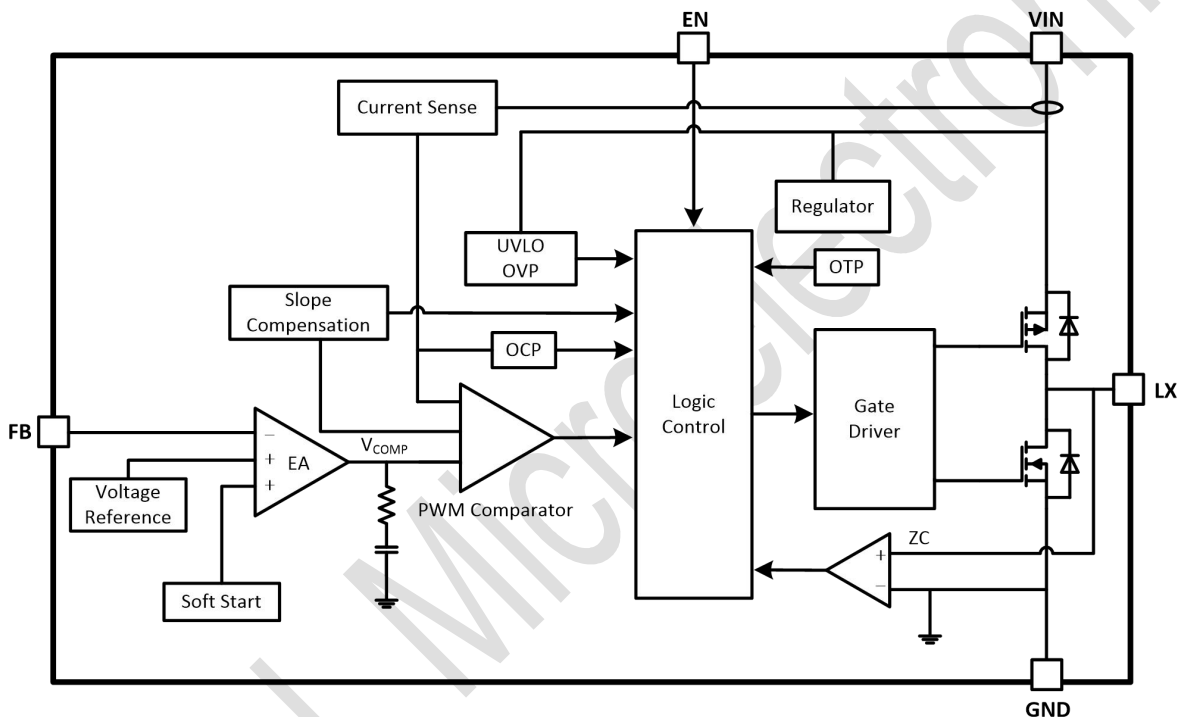 EN
VIN
Current Sense
Regulator
UVLO
OVP
OTP
Slope
Compensation
OCP
LX
Logic
Control
Gate
Driver
FB
−
+
+
EA
VCOMP
Voltage
Reference
PWM Comparator
ZC
+
−
Soft Start
GND
Microelectroni